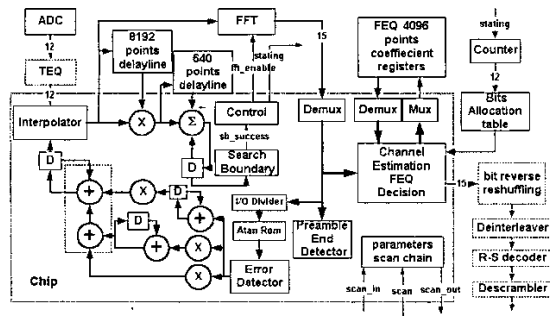 ADC
12
TEQ
12
Interpolator
8192
points
delayline
640
points
delayline
FFT
stating
fft_enable
15
FEQ 4096
points
coeffiecient
registers
stating
Counter
12
Bits
Allocation
table
X
Σ
Control
sb_success
Search
Boundary
Demux
Demux
Mux
Channel
Estimation
FEQ
Decision
15
bit reverse
reshuffling
Deinterleaver
R-S decoder
Descrambler
D
D
+
X
D
I/O Divider
Atan Rom
Error
Detector
Preamble
End
Detector
D
+
+
X
X
parameters
scan chain
scan_in
scan
scan_out
Chip